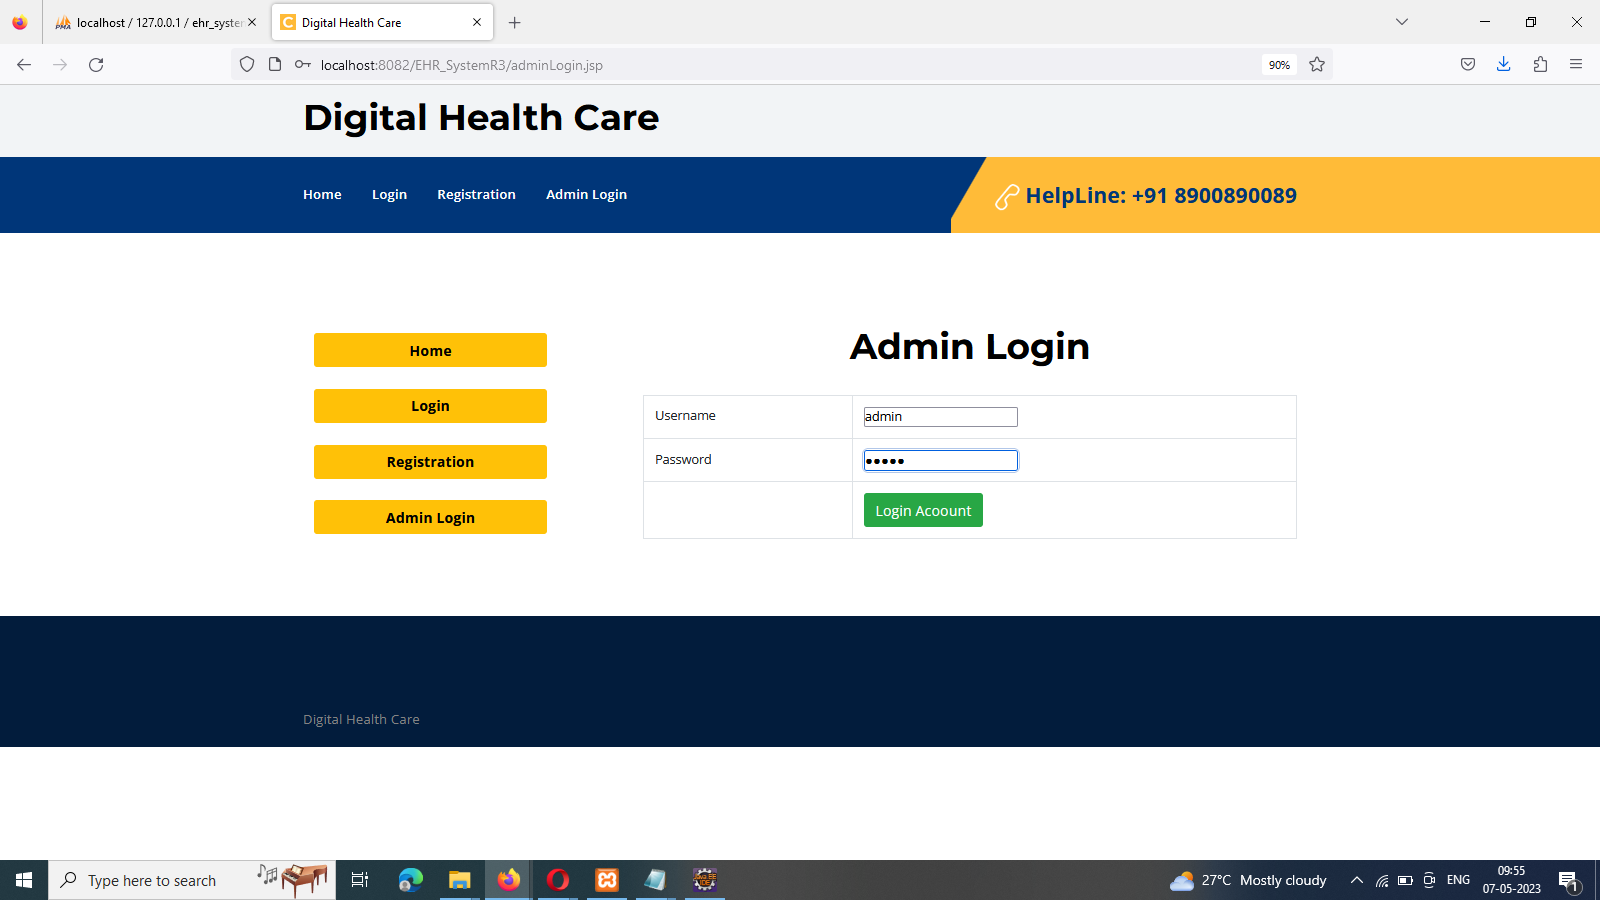 localhost / 127.0.0.1 / ehr_syste
Digital Health Care
localhost:8082/EHR_SystemR3/adminLogin.jsp
90%
Digital Health Care
Home
Login
Registration
Admin Login
HelpLine: +91 8900890089
Home
Login
Registration
Admin Login
Admin Login
Username
admin
Password
•••••
Login Acoount
Digital Health Care
Type here to search
27°C Mostly cloudy
ENG
09:55
07-05-2023
1